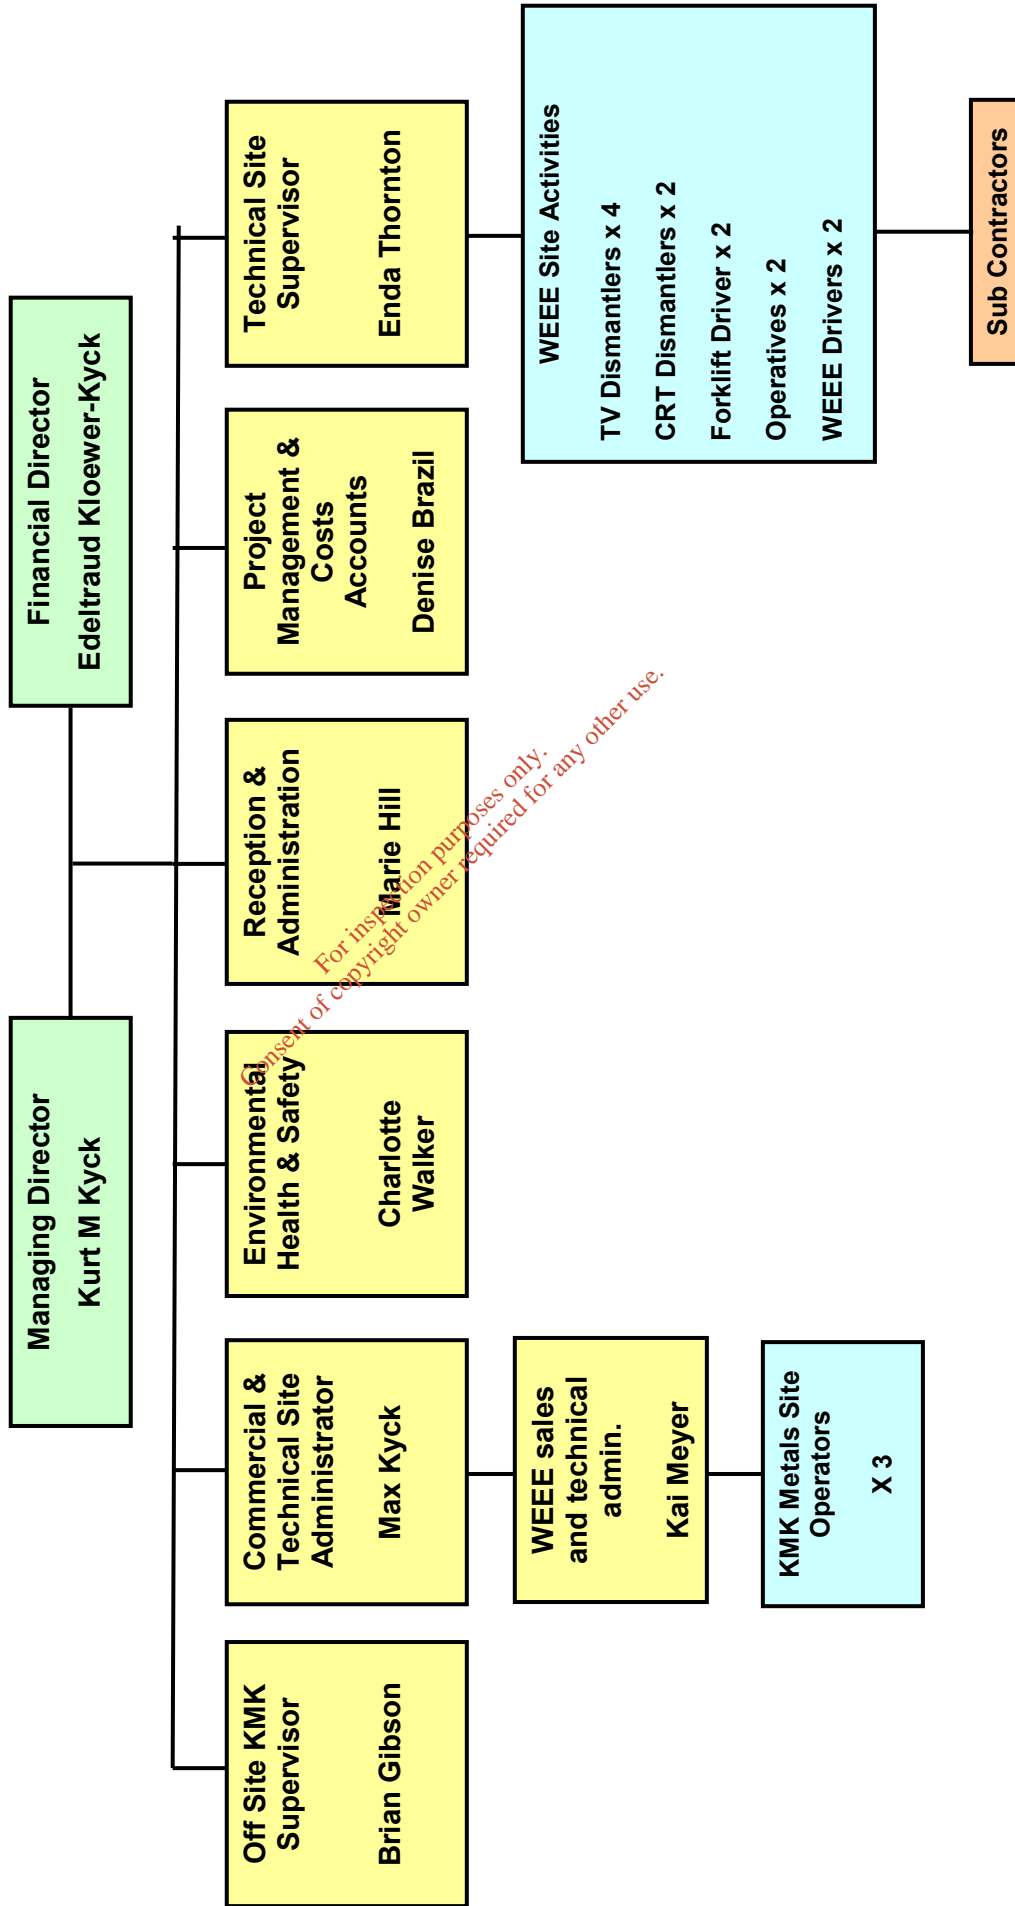 Managing Director
Kurt M Kyck
Financial Director
Edeltraud Kloewer-Kyck
Off Site KMK
Supervisor
Brian Gibson
Commercial &
Technical Site
Administrator
Max Kyck
Environmental
Health & Safety
Charlotte
Walker
Reception &
Administration
Marie Hill
Project
Management &
Costs
Accounts
Denise Brazil
Technical Site
Supervisor
Enda Thornton
WEEE sales
and technical
admin.
Kai Meyer
KMK Metals Site
Operators
X 3
WEEE Site Activities
TV Dismantlers x 4
CRT Dismantlers x 2
Forklift Driver x 2
Operatives x 2
WEEE Drivers x 2
Sub Contractors
For inspection purposes only.
Consent of copyright owner required for any other use.